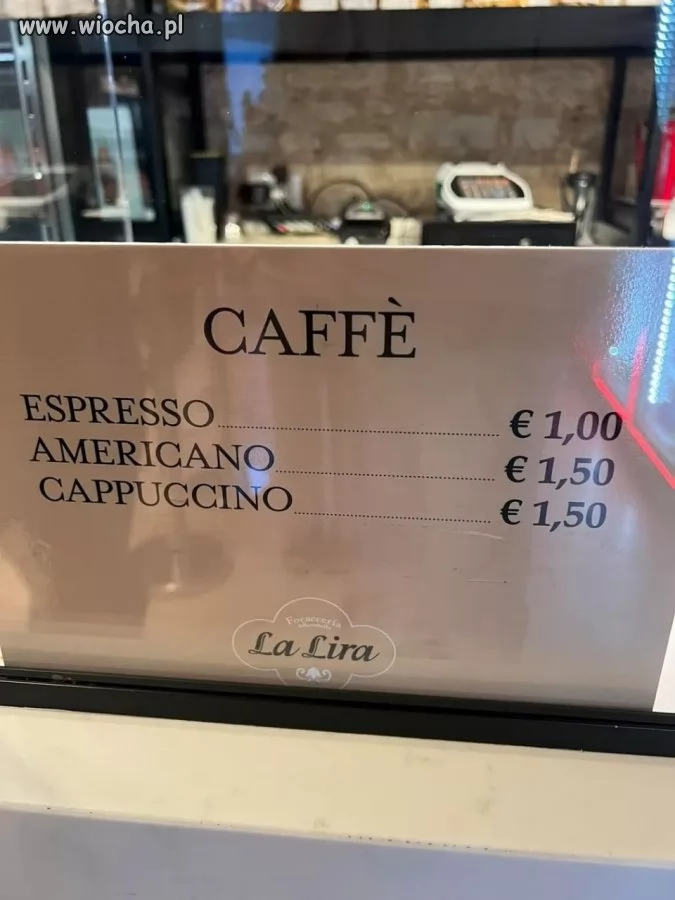 www.wiocha.pl
CAFFÈ
ESPRESSO € 1,00
AMERICANO € 1,50
CAPPUCCINO € 1,50
Focacceria
La Lira